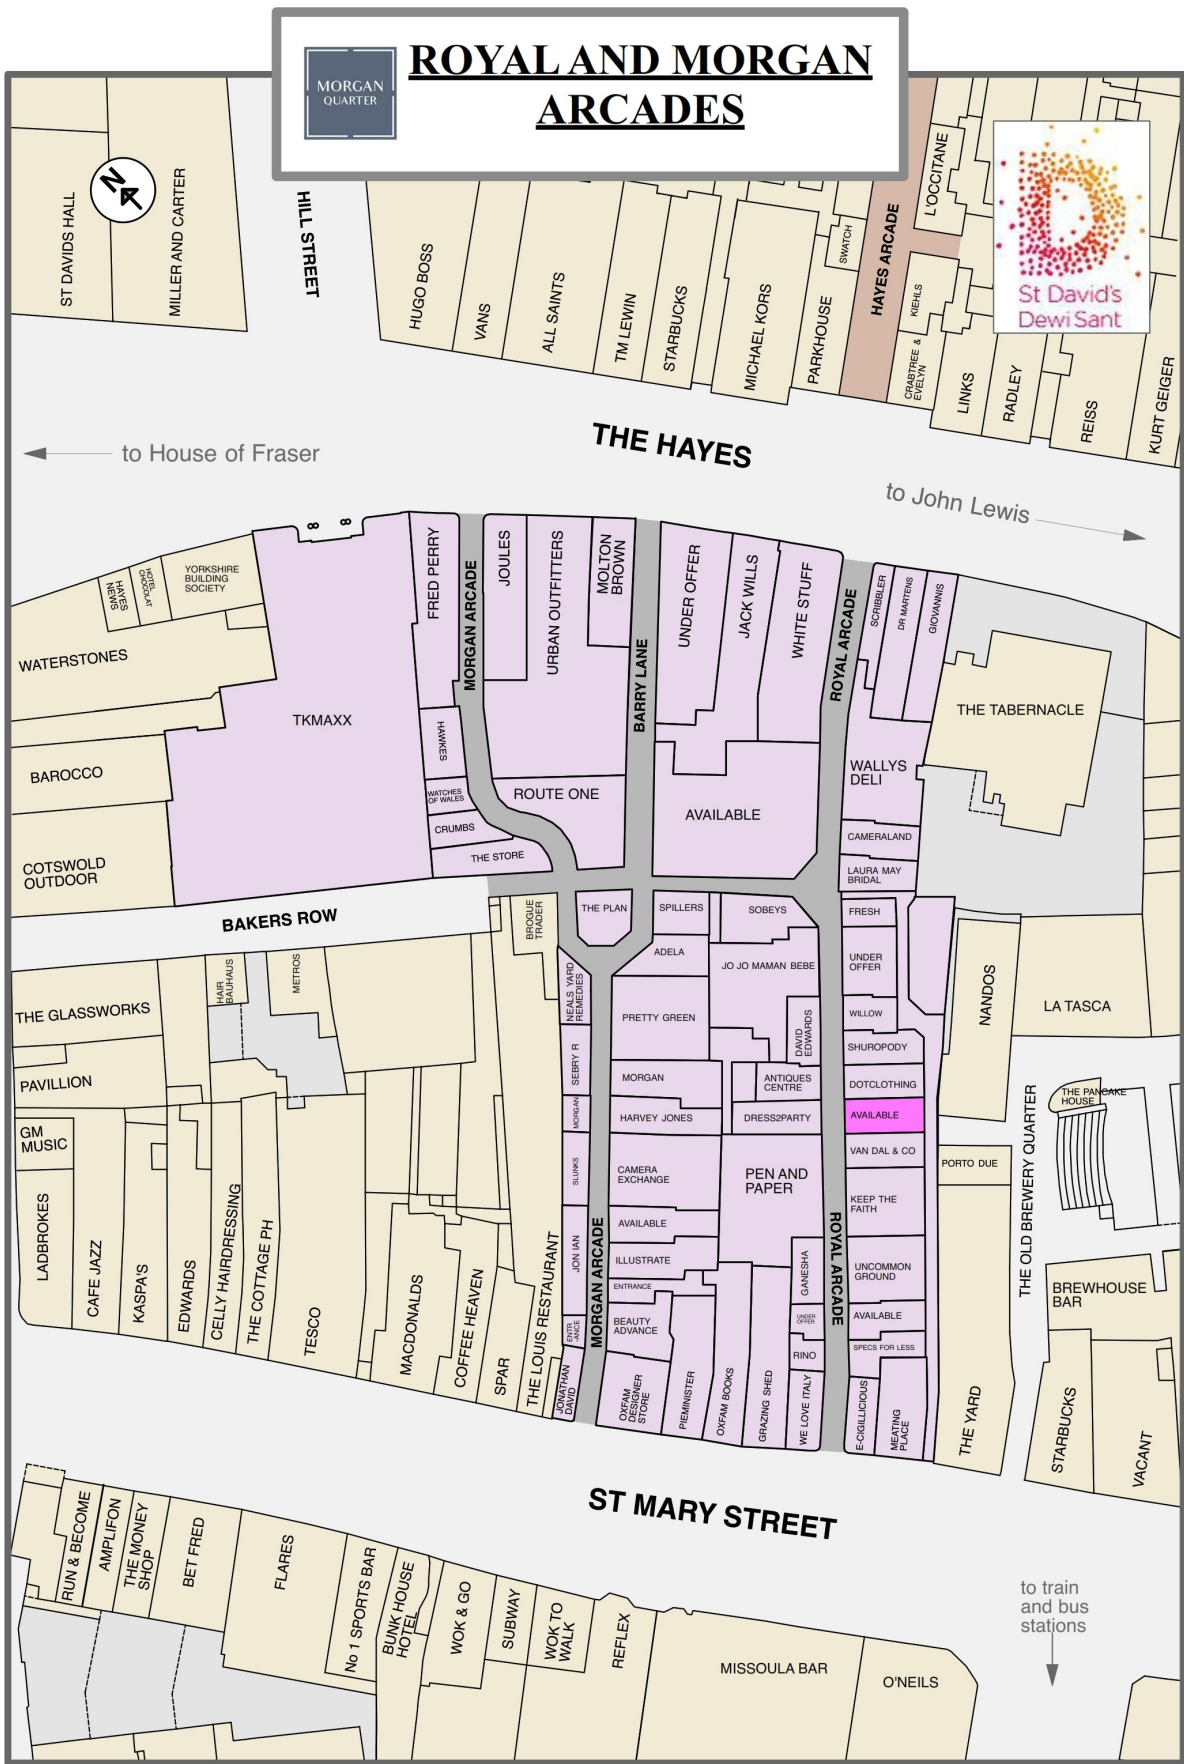 MORGAN
QUARTER
ROYAL AND MORGAN
ARCADES
ST DAVIDS HALL
N
MILLER AND CARTER
HILL STREET
HUGO BOSS
VANS
ALL SAINTS
TM LEWIN
STARBUCKS
MICHAEL KORS
PARKHOUSE
SWATCH
HAYES ARCADE
L'OCCITANE
KIEHLS
CRABTREE &
EVELYN
LINKS
RADLEY
REISS
KURT GEIGER
St David's
Dewi Sant
THE HAYES
to House of Fraser
to John Lewis
HAYES
NEWS
HOTEL
CHOCOLAT
YORKSHIRE
BUILDING
SOCIETY
WATERSTONES
BAROCCO
COTSWOLD
OUTDOOR
TKMAXX
FRED PERRY
MORGAN ARCADE
JOULES
URBAN OUTFITTERS
MOLTON
BROWN
BARRY LANE
UNDER OFFER
JACK WILLS
WHITE STUFF
ROYAL ARCADE
SCRIBBLER
DR MARTENS
GIOVANNIS
THE TABERNACLE
HAWKES
WATCHES
OF WALES
CRUMBS
THE STORE
ROUTE ONE
AVAILABLE
WALLYS
DELI
CAMERALAND
LAURA MAY
BRIDAL
BAKERS ROW
BROGUE
TRADER
THE PLAN
SPILLERS
SOBEYS
FRESH
ADELA
JO JO MAMAN BEBE
UNDER
OFFER
NANDOS
LA TASCA
THE GLASSWORKS
HAIR
BAUHAUS
METROS
NEALS YARD
REMEDIES
PRETTY GREEN
DAVID
EDWARDS
WILLOW
SHUROPODY
PAVILLION
SEBRY R
MORGAN
ANTIQUES
CENTRE
DOTCLOTHING
THE PANCAKE
HOUSE
GM
MUSIC
MORGAN
HARVEY JONES
DRESS2PARTY
AVAILABLE
VAN DAL & CO
PORTO DUE
THE OLD BREWERY QUARTER
LADBROKES
CAFE JAZZ
KASPA'S
EDWARDS
CELLY HAIRDRESSING
THE COTTAGE PH
TESCO
MACDONALDS
COFFEE HEAVEN
SPAR
THE LOUIS RESTAURANT
SLUNKS
CAMERA
EXCHANGE
PEN AND
PAPER
KEEP THE
FAITH
JON IAN
MORGAN ARCADE
AVAILABLE
ILLUSTRATE
ENTRANCE
GANESHA
ROYAL ARCADE
UNCOMMON
GROUND
BREWHOUSE
BAR
ENTR
-ANCE
BEAUTY
ADVANCE
UNDER
OFFER
AVAILABLE
RINO
SPECS FOR LESS
JONATHAN
DAVID
OXFAM
DESIGNER
STORE
PIEMINISTER
OXFAM BOOKS
GRAZING SHED
WE LOVE ITALY
E-CIGILLICIOUS
MEATING
PLACE
THE YARD
STARBUCKS
VACANT
ST MARY STREET
RUN & BECOME
AMPLIFON
THE MONEY
SHOP
BET FRED
FLARES
No 1 SPORTS BAR
BUNK HOUSE
HOTEL
WOK & GO
SUBWAY
WOK TO
WALK
REFLEX
MISSOULA BAR
O'NEILS
to train
and bus
stations